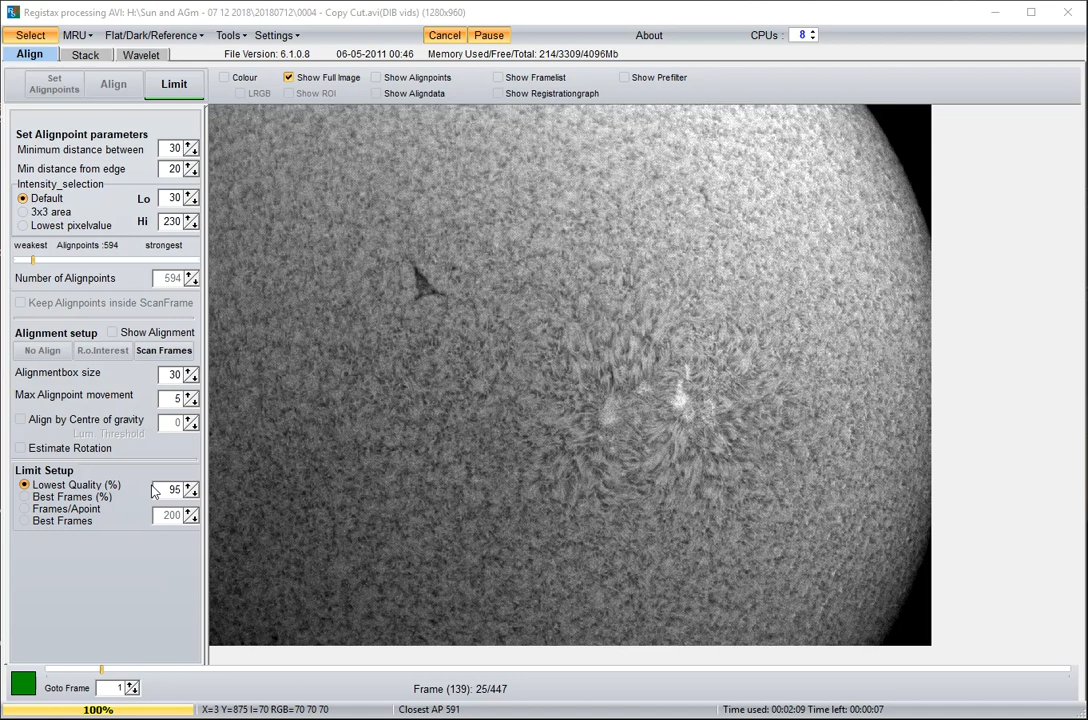 Registax processing AVI: H:\Sun and AGm - 07 12 2018\20180712\0004 - Copy Cut.avi(DIB vids) (1280x960)
Select MRU Flat/Dark/Reference Tools Settings Cancel Pause About CPUs : 8
Align Stack Wavelet File Version: 6.1.0.8 06-05-2011 00:46 Memory Used/Free/Total: 214/3309/4096Mb
Set Alignpoints Align Limit
Colour Show Full Image Show Alignpoints Show Framelist Show Prefilter
LRGB Show ROI Show Aligndata Show Registrationgraph
Set Alignpoint parameters
Minimum distance between 30
Min distance from edge 20
Intensity_selection
Default Lo 30
3x3 area
Hi 230
Lowest pixelvalue
weakest Alignpoints :594 strongest
Number of Alignpoints 594
Keep Alignpoints inside ScanFrame
Alignment setup Show Alignment
No Align R.o.Interest Scan Frames
Alignmentbox size 30
Max Alignpoint movement 5
Align by Centre of gravity 0
Lum. Threshold
Estimate Rotation
Limit Setup
Lowest Quality (%) 95
Best Frames (%)
Frames/Apoint
Best Frames 200
Goto Frame 1 Frame (139): 25/447
100% X=3 Y=875 I=70 RGB=70 70 70 Closest AP 591 Time used: 00:02:09 Time left: 00:00:07